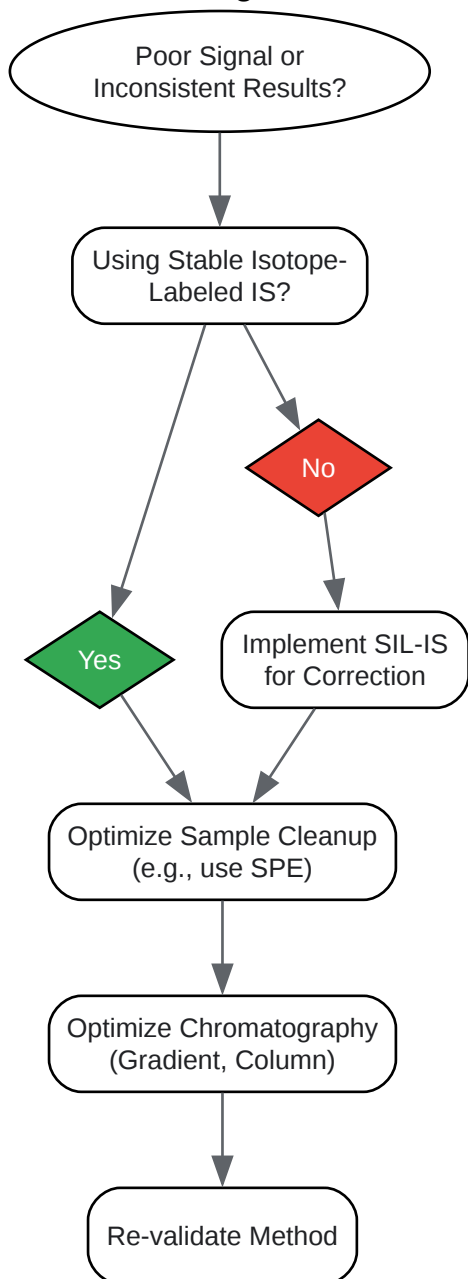 Poor Signal or
Inconsistent Results?
Using Stable Isotope-
Labeled IS?
No
Yes
Implement SIL-IS
for Correction
Optimize Sample Cleanup
(e.g., use SPE)
Optimize Chromatography
(Gradient, Column)
Re-validate Method